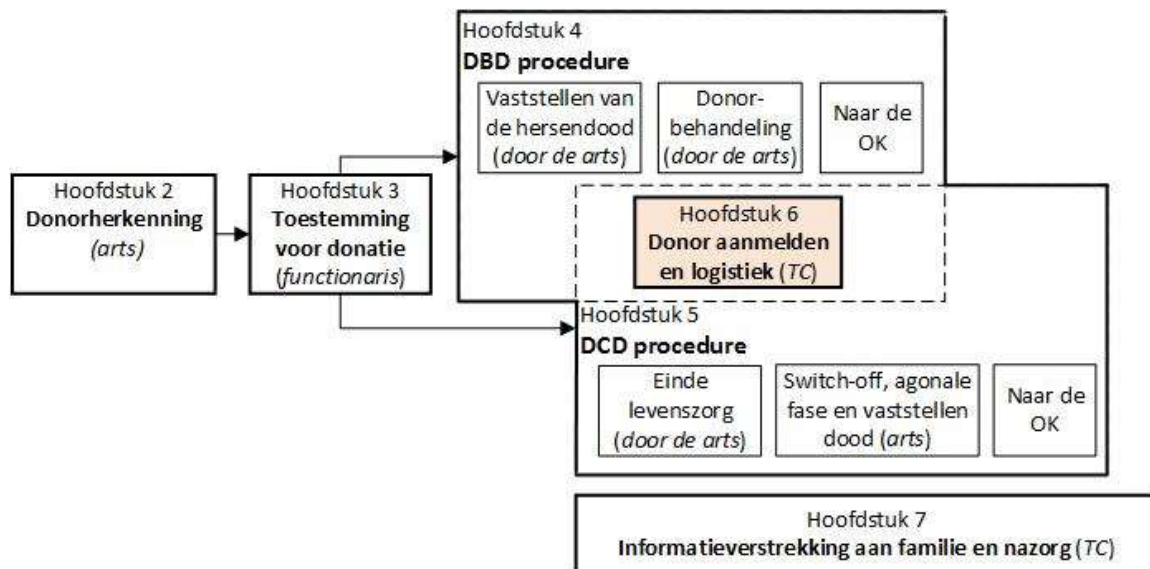 Hoofdstuk 2
Donorherkenning
(arts)
Hoofdstuk 3
Toestemming
voor donatie
(functionaris)
Hoofdstuk 4
DBD procedure
Vaststellen van
de hersendood
(door de arts)
Donor-
behandeling
(door de arts)
Naar de
OK
Hoofdstuk 6
Donor aanmelden
en logistiek (TC)
Hoofdstuk 5
DCD procedure
Einde
levenszorg
(door de arts)
Switch-off, agonale
fase en vaststellen
dood (arts)
Naar de
OK
Hoofdstuk 7
Informatieverstrekking aan familie en nazorg (TC)